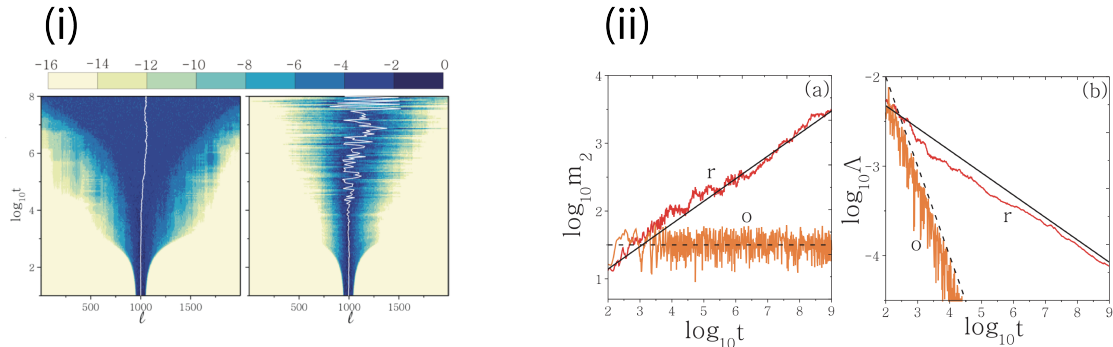 (i)
(ii)
-16 -14 -12 -10 -8 -6 -4 -2 0
8
6
4
2
log₁₀t
500 1000 1500
ℓ
500 1000 1500
ℓ
(a)
4
3
2
1
log₁₀m₂
r
o
2 3 4 5 6 7 8 9
log₁₀t
(b)
-2
-3
-4
log₁₀Λ
r
o
2 3 4 5 6 7 8 9
log₁₀t